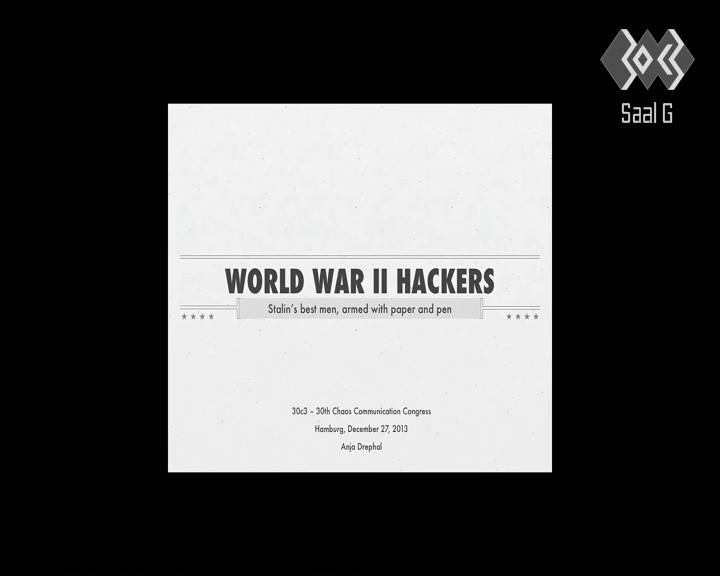 30C3
Saal G
WORLD WAR II HACKERS
Stalin's best men, armed with paper and pen
30c3 – 30th Chaos Communication Congress
Hamburg, December 27, 2013
Anja Drephal